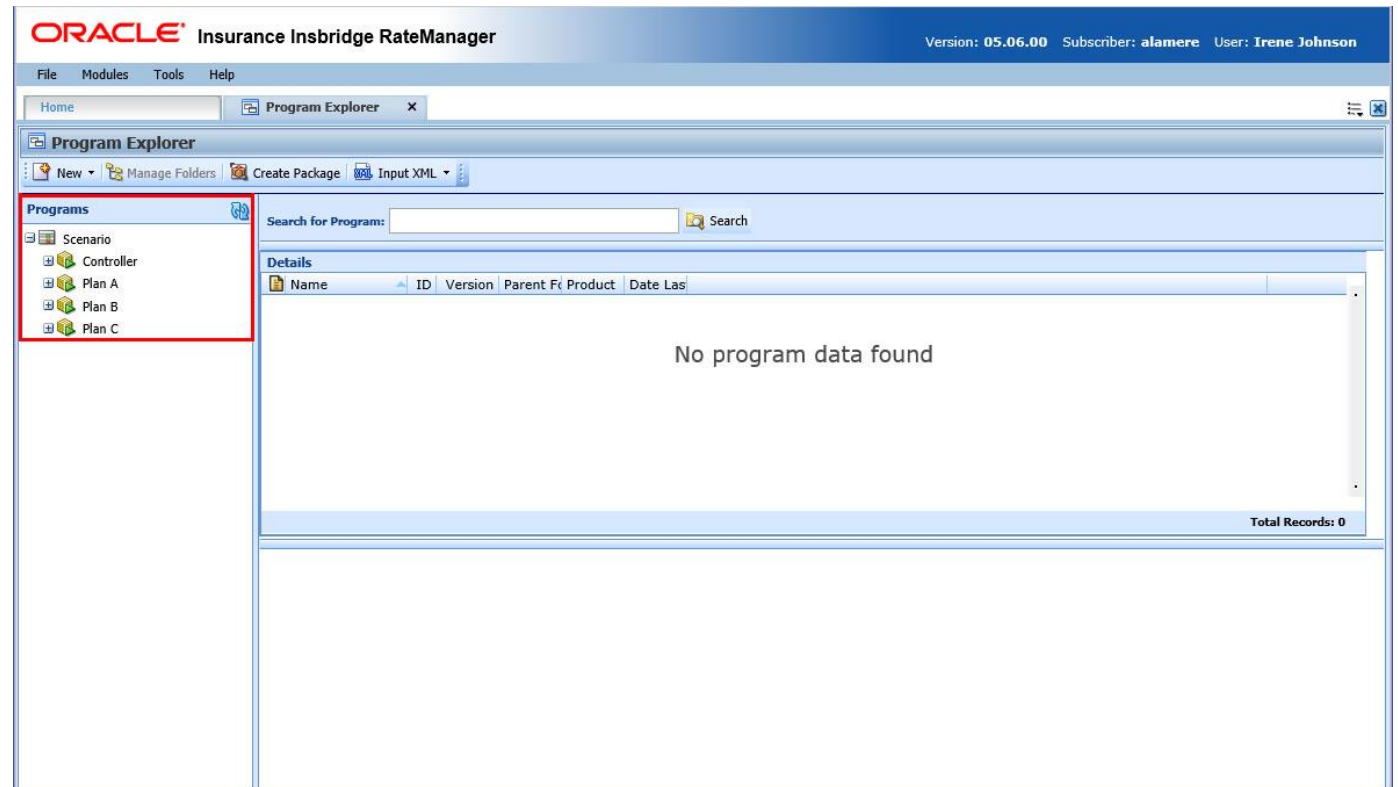 ORACLE Insurance Insbridge RateManager
Version: 05.06.00 Subscriber: alamere User: Irene Johnson
File Modules Tools Help
Home Program Explorer x
Program Explorer
New Manage Folders Create Package XML Input XML
Programs
Search for Program: Search
Scenario
Controller
Plan A
Plan B
Plan C
Details
Name ID Version Parent Fo Product Date Las
No program data found
Total Records: 0